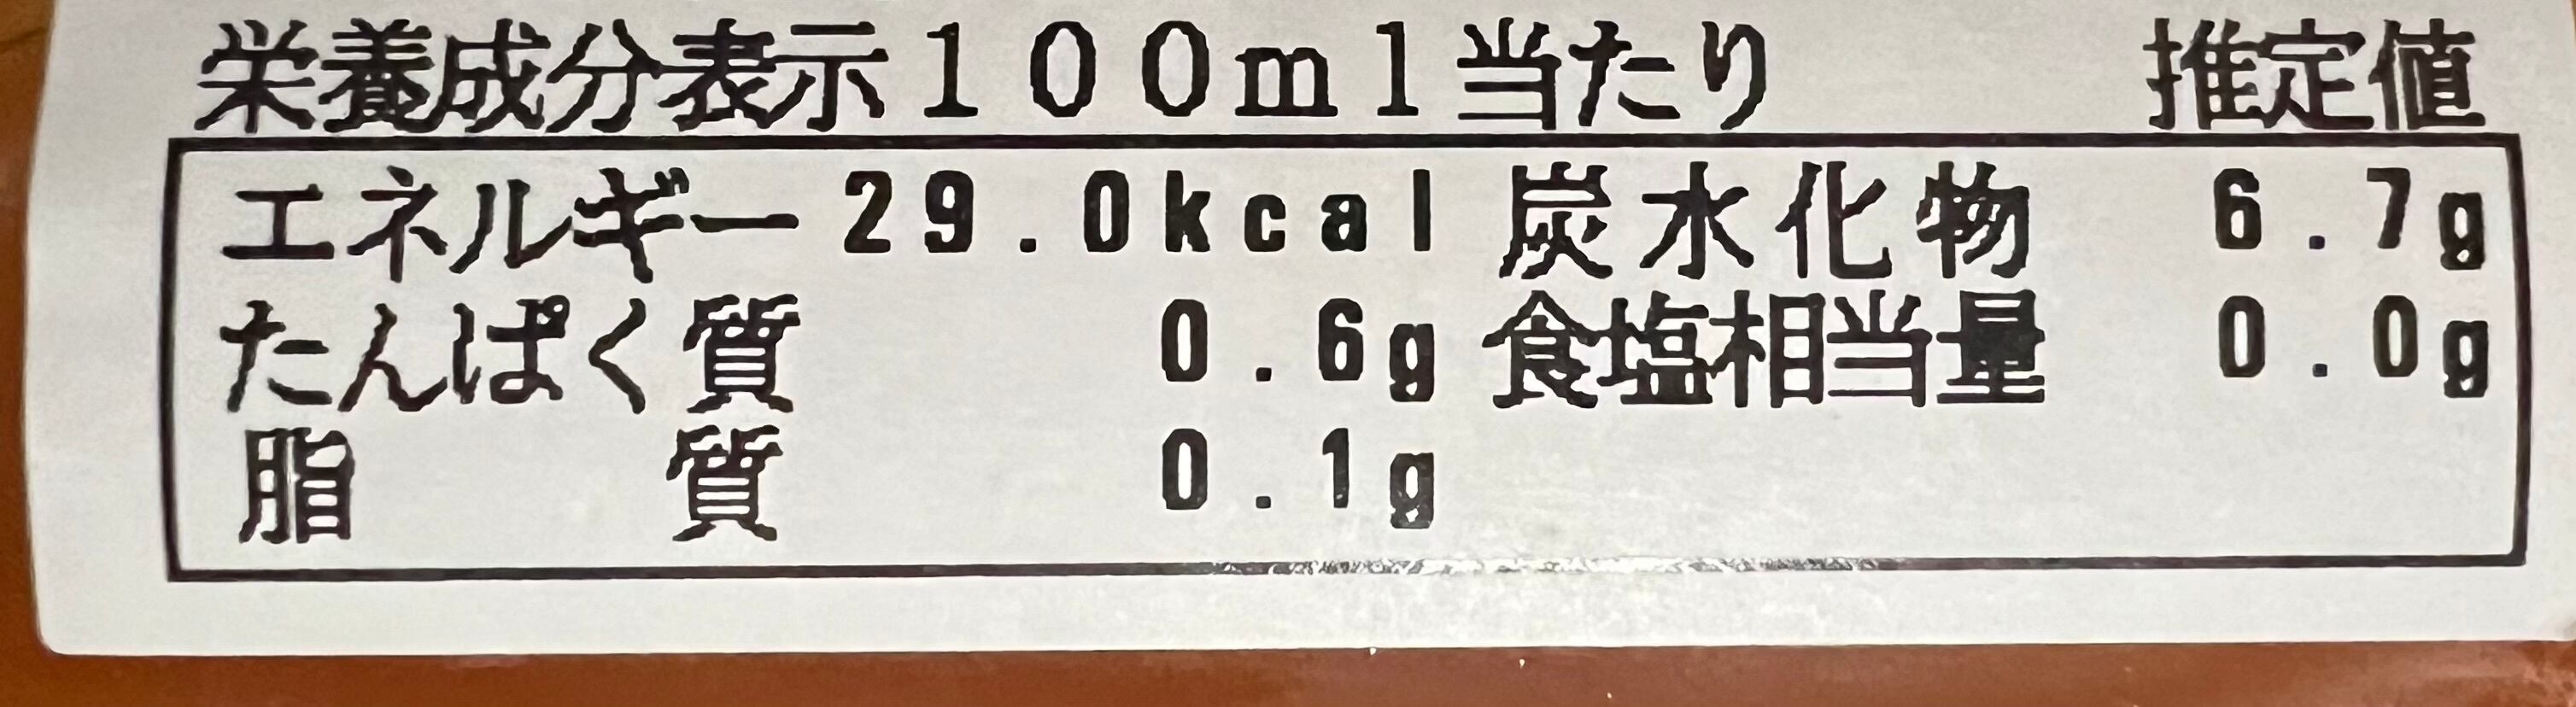 栄養成分表示１００ｍｌ当たり 推定値
エネルギー 29.0kcal 炭水化物 6.7g
たんぱく質 0.6g 食塩相当量 0.0g
脂質 0.1g